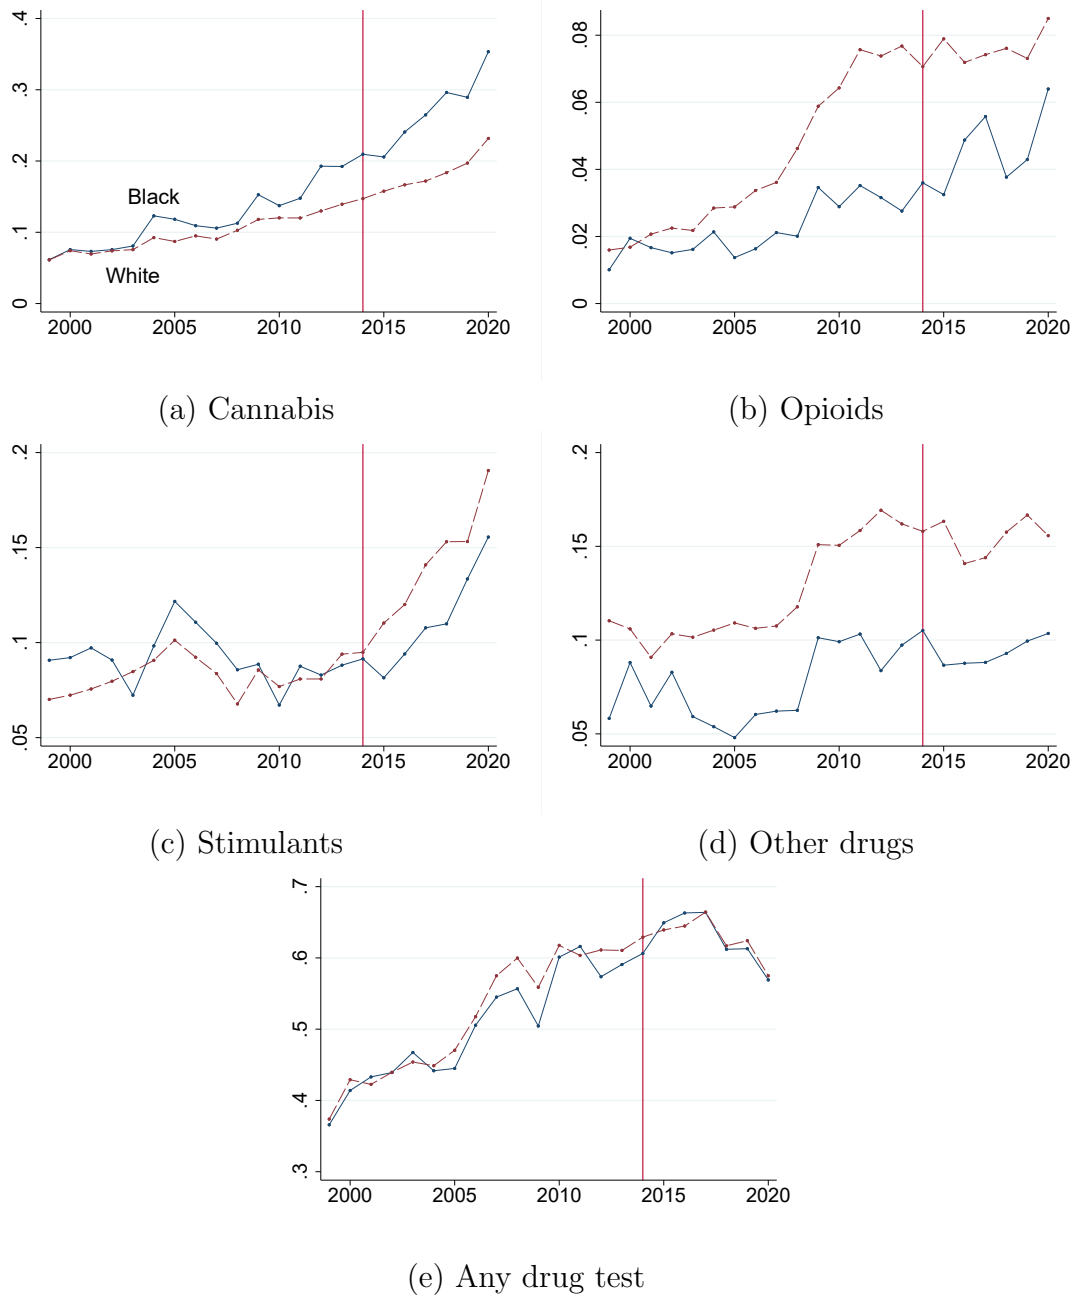 .4
.3
.2
.1
0
Black
White
2000 2005 2010 2015 2020
(a) Cannabis
.08
.06
.04
.02
0
2000 2005 2010 2015 2020
(b) Opioids
.2
.15
.1
.05
2000 2005 2010 2015 2020
(c) Stimulants
.2
.15
.1
.05
2000 2005 2010 2015 2020
(d) Other drugs
.7
.6
.5
.4
.3
2000 2005 2010 2015 2020
(e) Any drug test